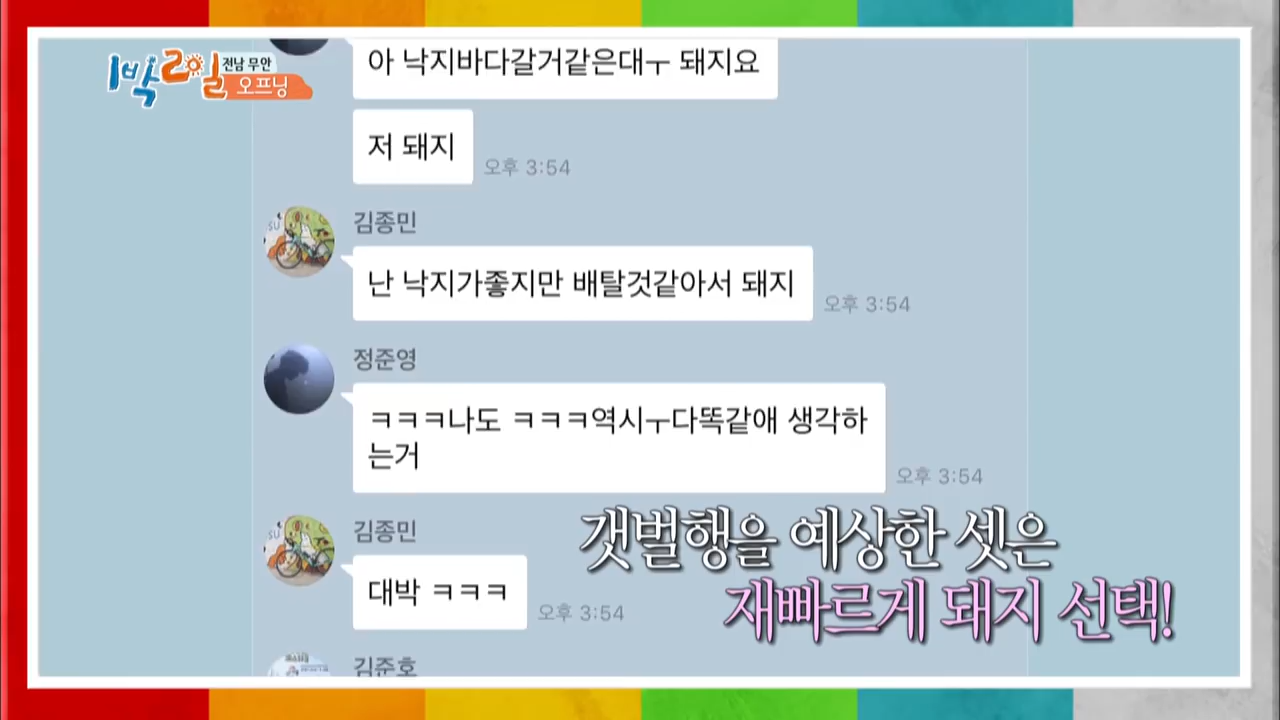 1박2일
전남 무안
오프닝
아 낙지바다갈거같은대ㅜ 돼지요
저 돼지
오후 3:54
김종민
난 낙지가좋지만 배탈것같아서 돼지
오후 3:54
정준영
ㅋㅋㅋ나도 ㅋㅋㅋ역시ㅜ다똑같애 생각하
는거
오후 3:54
김종민
대박 ㅋㅋㅋ
오후 3:54
갯벌행을 예상한 셋은
재빠르게 돼지 선택!
김준호